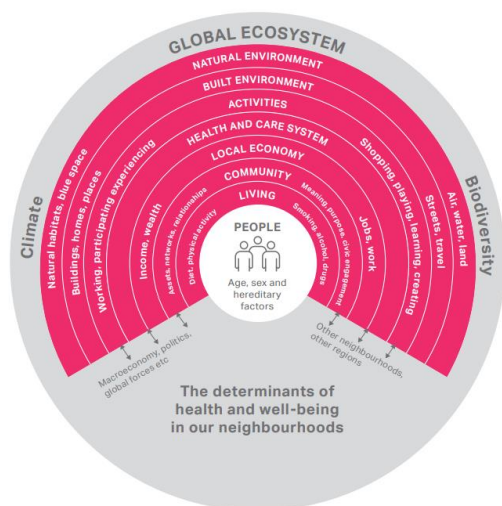 GLOBAL ECOSYSTEM
Climate
Biodiversity
NATURAL ENVIRONMENT
Natural habitats, blue space
Air, water, land
BUILT ENVIRONMENT
Buildings, homes, places
Streets, travel
ACTIVITIES
Working, participating experiencing
Shopping, playing, learning, creating
HEALTH AND CARE SYSTEM
LOCAL ECONOMY
Income, wealth
Jobs, work
COMMUNITY
Assets, networks, relationships
Meaning, purpose, civic engagement
LIVING
Diet, physical activity
Smoking, alcohol, drugs
PEOPLE
Age, sex and
hereditary
factors
Macroeconomy, politics,
global forces etc
Other neighbourhoods,
other regions
The determinants of
health and well-being
in our neighbourhoods